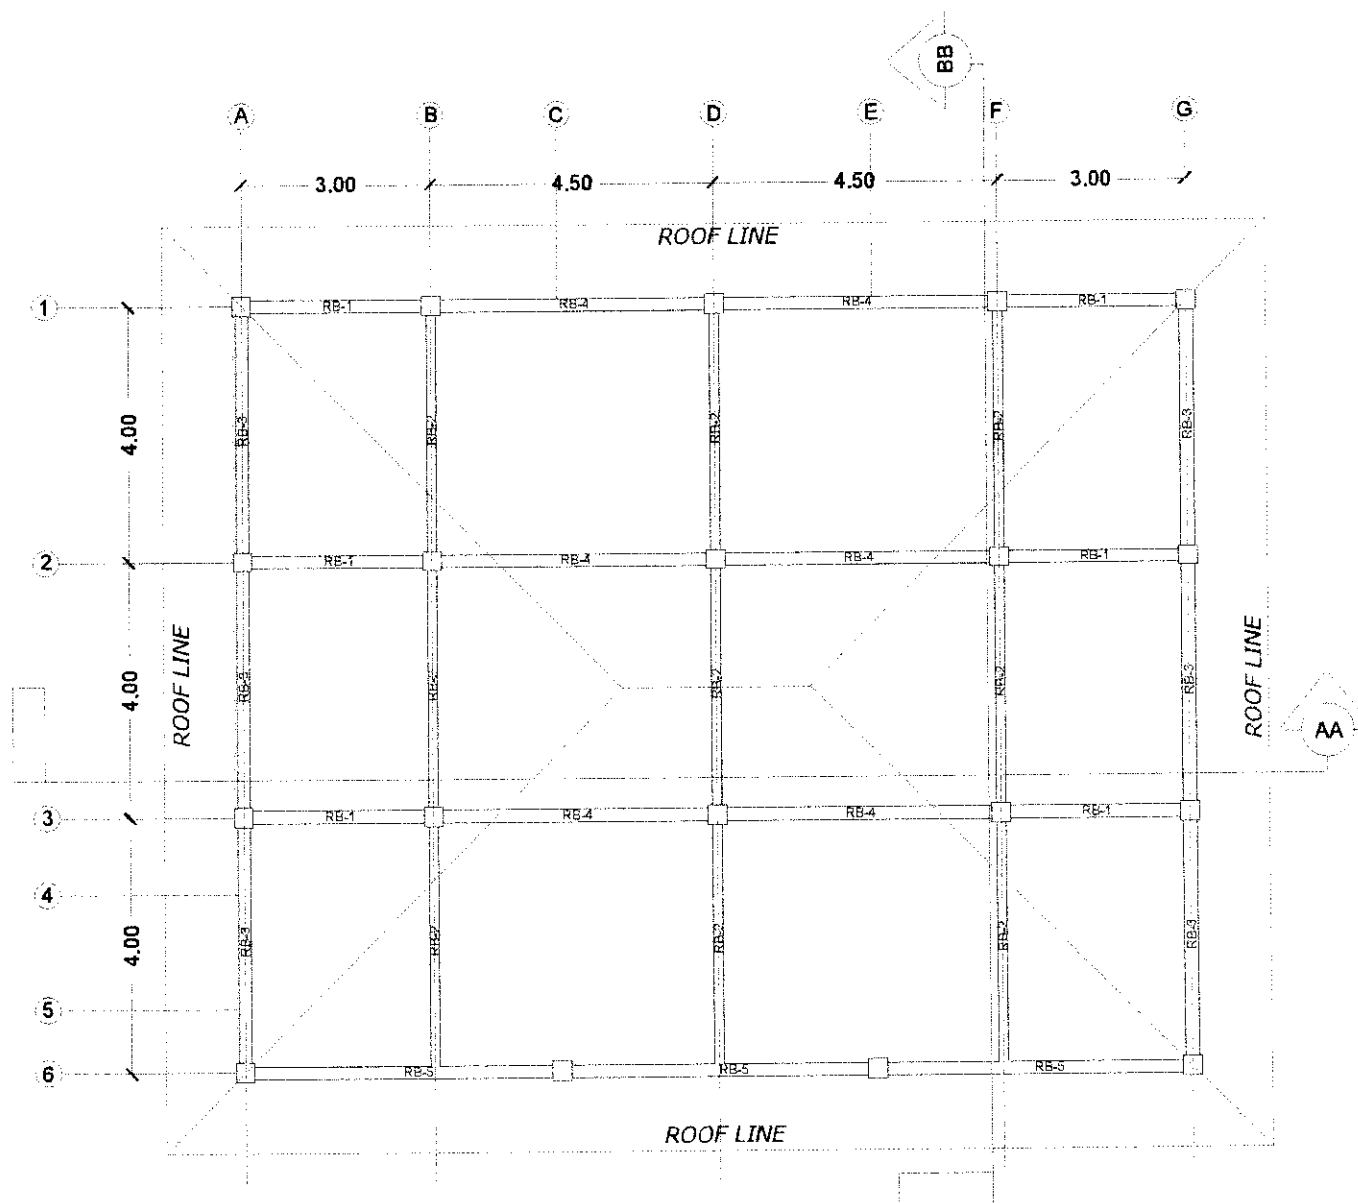 BB
A B C D E F G
3.00 4.50 4.50 3.00
ROOF LINE
1 RB-1 RB-4 RB-4 RB-1
4.00 RB-3 RB-2 RB-2 RB-2 RB-3
2 RB-1 RB-4 RB-4 RB-1
ROOF LINE 4.00 RB-3 RB-2 RB-2 RB-2 RB-3 ROOF LINE
AA
3 RB-1 RB-4 RB-4 RB-1
4
4.00 RB-3 RB-2 RB-2 RB-2 RB-3
5
6 RB-5 RB-5 RB-5
ROOF LINE